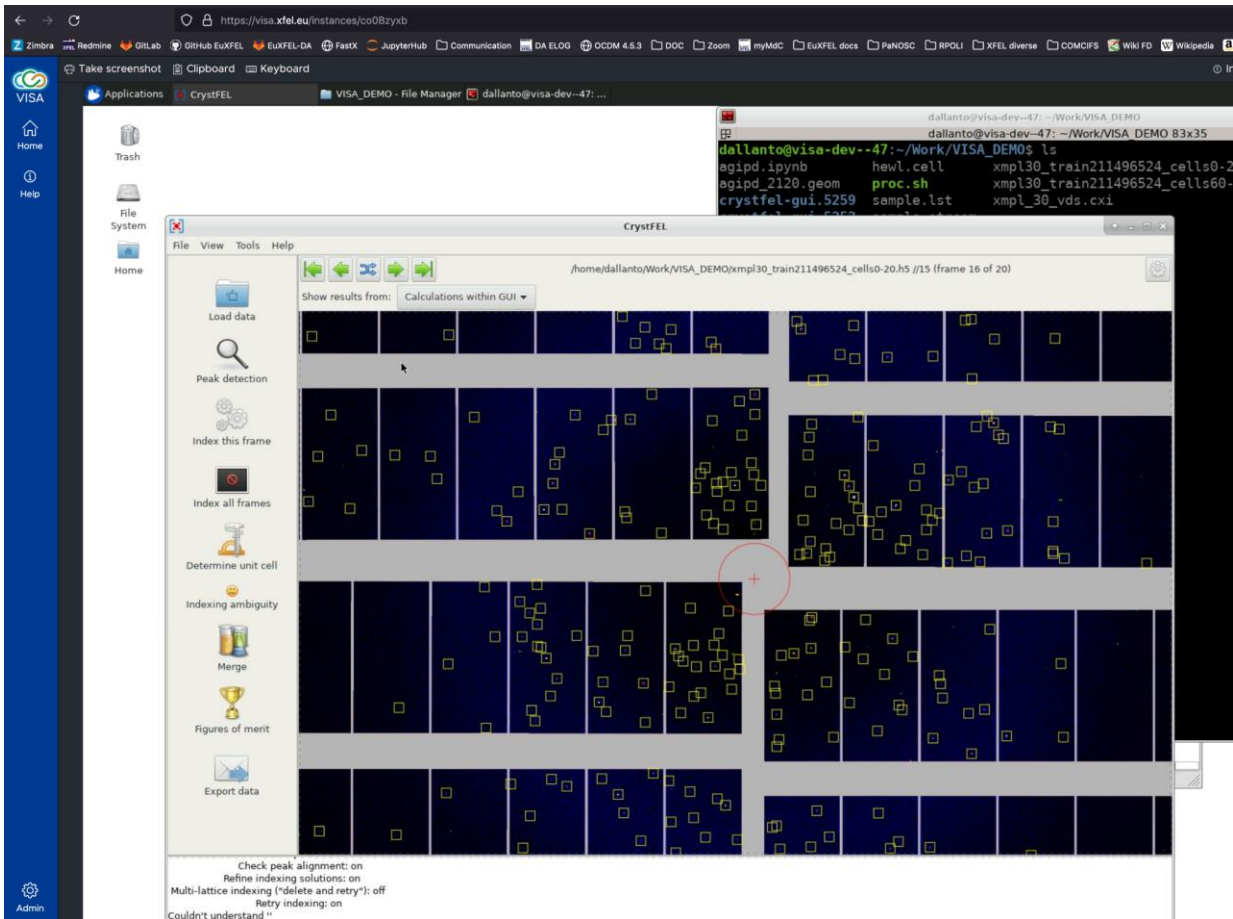 https://visa.xfel.eu/instances/co0Bzyxb
Zimbra Redmine GitLab GitHub EuXFEL EuXFEL-DA FastX JupyterHub Communication DA ELOG OCDM 4.5.3 DOC Zoom myMdC EuXFEL docs PaNOSC RPOLI XFEL diverse COMCIFS Wiki FD Wikipedia
VISA
Home
Help
Admin
Take screenshot Clipboard Keyboard
Applications CrystFEL VISA_DEMO - File Manager dallanto@visa-dev--47: ...
Trash
File
System
Home
dallanto@visa-dev--47: ~/Work/VISA_DEMO
dallanto@visa-dev--47: ~/Work/VISA_DEMO 83x35
dallanto@visa-dev--47:~/Work/VISA_DEMO$ ls
agipd.ipynb hewl.cell xmpl30_train211496524_cells0-2
agipd_2120.geom proc.sh xmpl30_train211496524_cells60-
crystfel-gui.5259 sample.lst xmpl_30_vds.cxi
CrystFEL
File View Tools Help
/home/dallanto/Work/VISA_DEMO/xmpl30_train211496524_cells0-20.h5 //15 (frame 16 of 20)
Show results from: Calculations within GUI
Load data
Peak detection
Index this frame
Index all frames
Determine unit cell
Indexing ambiguity
Merge
Figures of merit
Export data
Check peak alignment: on
Refine indexing solutions: on
Multi-lattice indexing ("delete and retry"): off
Retry indexing: on
Couldn't understand ''